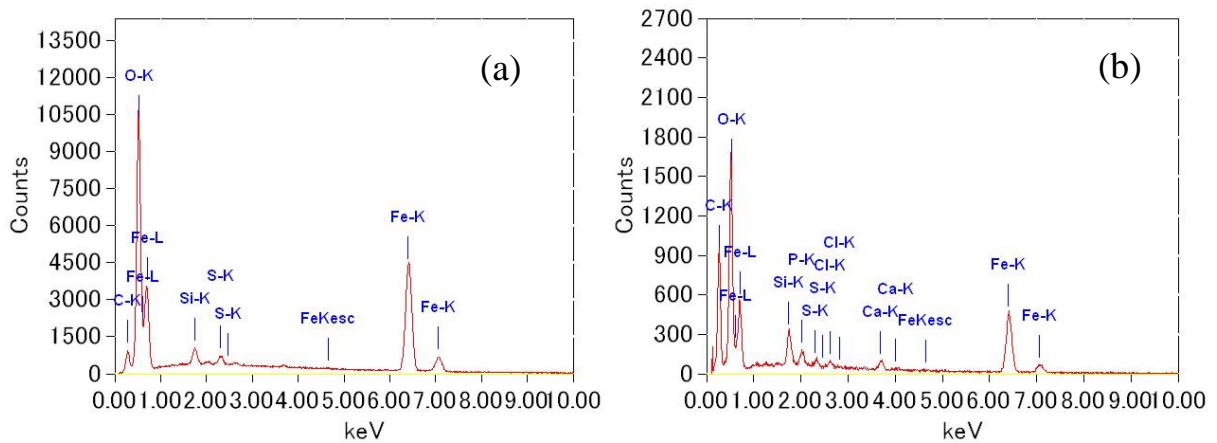 (a)
Counts
13500
12000
10500
9000
7500
6000
4500
3000
1500
0
O-K
Fe-L
Fe-L
C-K
Si-K
S-K
S-K
FeKesc
Fe-K
Fe-K
0.00 1.00 2.00 3.00 4.00 5.00 6.00 7.00 8.00 9.00 10.00
keV
(b)
Counts
2700
2400
2100
1800
1500
1200
900
600
300
0
O-K
C-K
Fe-L
Fe-L
Si-K
P-K
S-K
S-K
Cl-K
Cl-K
Ca-K
Ca-K
FeKesc
Fe-K
Fe-K
0.00 1.00 2.00 3.00 4.00 5.00 6.00 7.00 8.00 9.00 10.00
keV